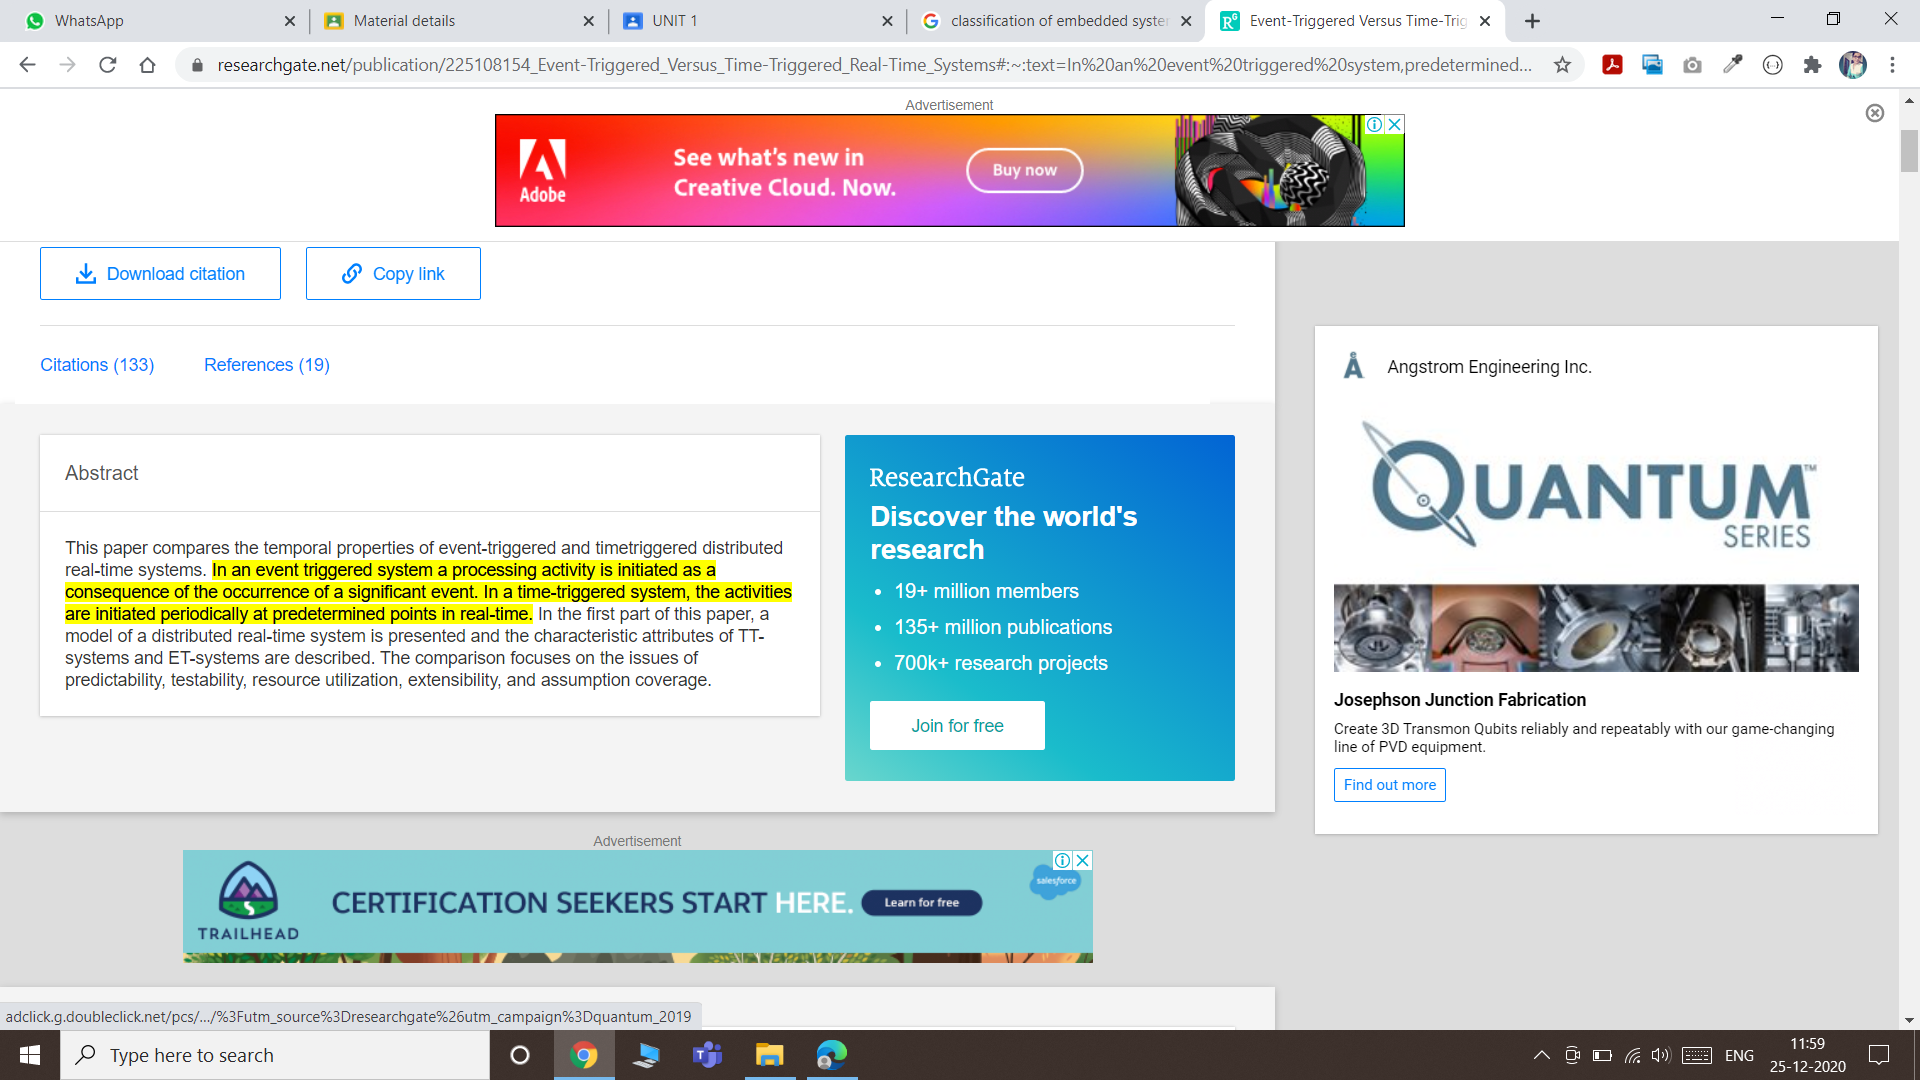 WhatsApp
Material details
UNIT 1
classification of embedded syste
Event-Triggered Versus Time-Trig
researchgate.net/publication/225108154_Event-Triggered_Versus_Time-Triggered_Real-Time_Systems#:~:text=In%20an%20event%20triggered%20system,predetermined...
Advertisement
Adobe
See what's new in
Creative Cloud. Now.
Buy now
Download citation
Copy link
Citations (133)
References (19)
Abstract
This paper compares the temporal properties of event-triggered and timetriggered distributed
real-time systems. In an event triggered system a processing activity is initiated as a
consequence of the occurrence of a significant event. In a time-triggered system, the activities
are initiated periodically at predetermined points in real-time. In the first part of this paper, a
model of a distributed real-time system is presented and the characteristic attributes of TT-
systems and ET-systems are described. The comparison focuses on the issues of
predictability, testability, resource utilization, extensibility, and assumption coverage.
ResearchGate
Discover the world's
research
• 19+ million members
• 135+ million publications
• 700k+ research projects
Join for free
Angstrom Engineering Inc.
QUANTUM™
SERIES
Josephson Junction Fabrication
Create 3D Transmon Qubits reliably and repeatably with our game-changing
line of PVD equipment.
Find out more
Advertisement
TRAILHEAD
CERTIFICATION SEEKERS START HERE.
Learn for free
salesforce
adclick.g.doubleclick.net/pcs/.../%3Futm_source%3Dresearchgate%26utm_campaign%3Dquantum_2019
Type here to search
ENG
11:59
25-12-2020